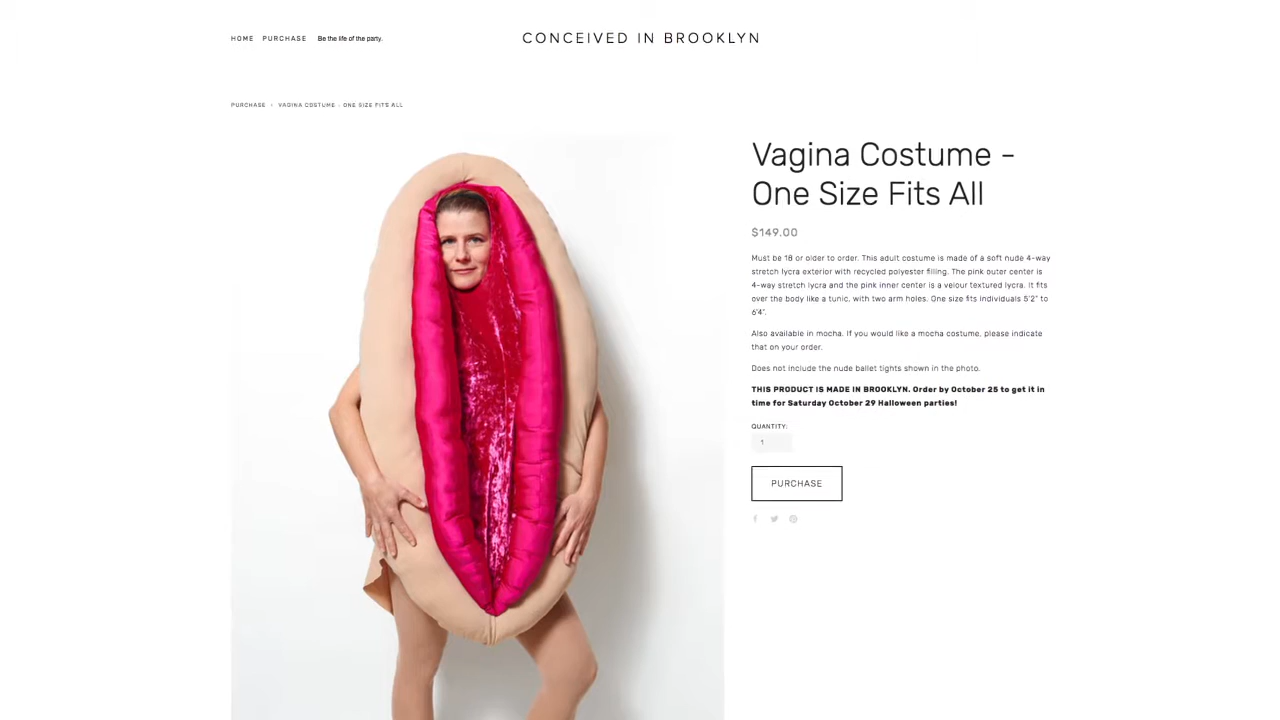 HOME PURCHASE Be the life of the party.
CONCEIVED IN BROOKLYN
PURCHASE › VAGINA COSTUME - ONE SIZE FITS ALL
Vagina Costume -
One Size Fits All
$149.00
Must be 18 or older to order. This adult costume is made of a soft nude 4-way
stretch lycra exterior with recycled polyester filling. The pink outer center is
4-way stretch lycra and the pink inner center is a velour textured lycra. It fits
over the body like a tunic, with two arm holes. One size fits individuals 5'2" to
6'4".
Also available in mocha. If you would like a mocha costume, please indicate
that on your order.
Does not include the nude ballet tights shown in the photo.
THIS PRODUCT IS MADE IN BROOKLYN. Order by October 25 to get it in
time for Saturday October 29 Halloween parties!
QUANTITY:
1
PURCHASE